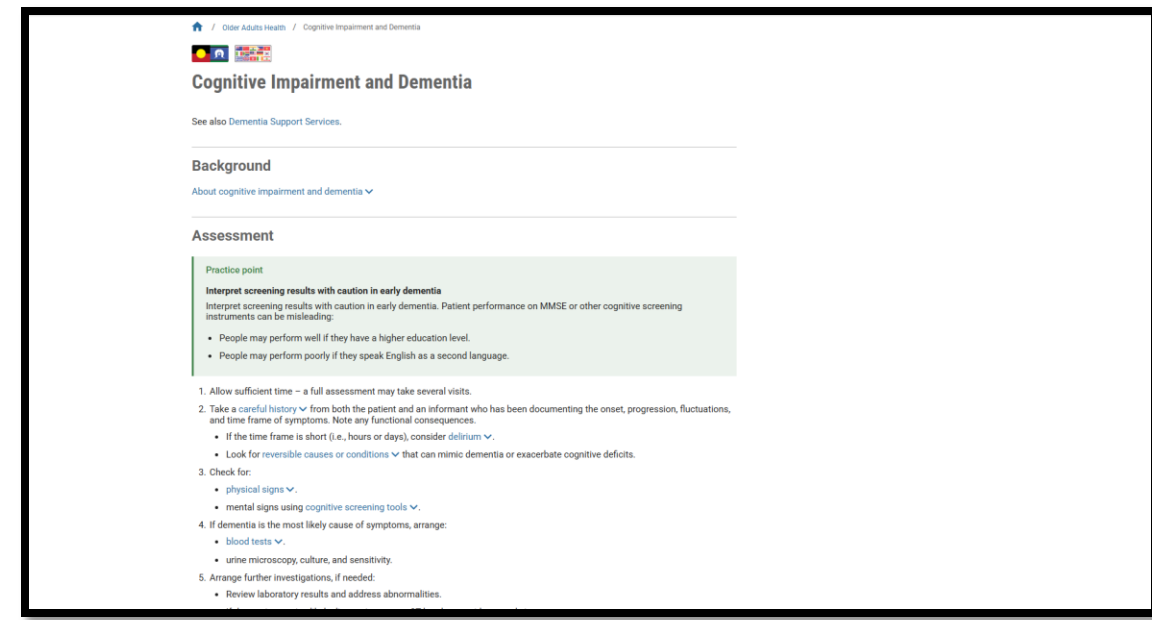 / Older Adults Health / Cognitive Impairment and Dementia
Cognitive Impairment and Dementia
See also Dementia Support Services.
Background
About cognitive impairment and dementia
Assessment
Practice point
Interpret screening results with caution in early dementia
Interpret screening results with caution in early dementia. Patient performance on MMSE or other cognitive screening
instruments can be misleading:
• People may perform well if they have a higher education level.
• People may perform poorly if they speak English as a second language.
1. Allow sufficient time – a full assessment may take several visits.
2. Take a careful history from both the patient and an informant who has been documenting the onset, progression, fluctuations,
and time frame of symptoms. Note any functional consequences.
• If the time frame is short (i.e., hours or days), consider delirium.
• Look for reversible causes or conditions that can mimic dementia or exacerbate cognitive deficits.
3. Check for:
• physical signs.
• mental signs using cognitive screening tools.
4. If dementia is the most likely cause of symptoms, arrange:
• blood tests.
• urine microscopy, culture, and sensitivity.
5. Arrange further investigations, if needed:
• Review laboratory results and address abnormalities.